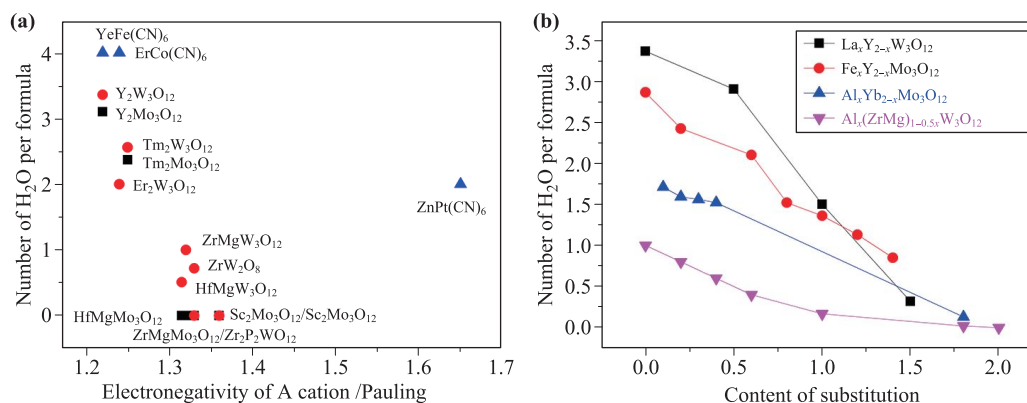 (a)
Number of H₂O per formula
4
3
2
1
0
YeFe(CN)₆
ErCo(CN)₆
Y₂W₃O₁₂
Y₂Mo₃O₁₂
Tm₂W₃O₁₂
Tm₂Mo₃O₁₂
Er₂W₃O₁₂
ZnPt(CN)₆
ZrMgW₃O₁₂
ZrW₂O₈
HfMgW₃O₁₂
HfMgMo₃O₁₂
Sc₂Mo₃O₁₂/Sc₂Mo₃O₁₂
ZrMgMo₃O₁₂/Zr₂P₂WO₁₂
1.2 1.3 1.4 1.5 1.6 1.7
Electronegativity of A cation /Pauling
(b)
Number of H₂O per formula
3.5
3.0
2.5
2.0
1.5
1.0
0.5
0.0
LaₓY₂₋ₓW₃O₁₂
FeₓY₂₋ₓMo₃O₁₂
AlₓYb₂₋ₓMo₃O₁₂
Alₓ(ZrMg)₁₋₀.₅ₓW₃O₁₂
0.0 0.5 1.0 1.5 2.0
Content of substitution